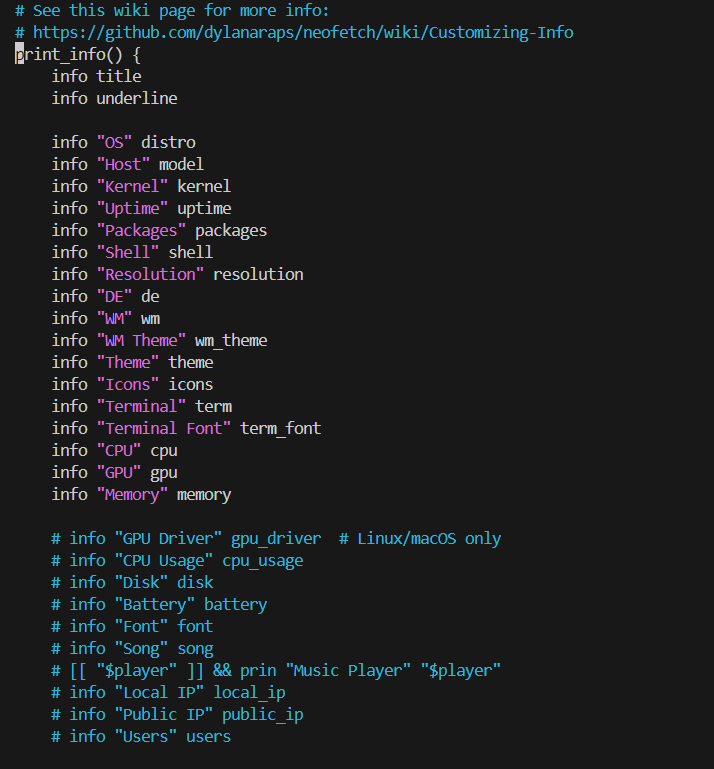 # See this wiki page for more info:
# https://github.com/dylanaraps/neofetch/wiki/Customizing-Info
print_info() {
    info title
    info underline

    info "OS" distro
    info "Host" model
    info "Kernel" kernel
    info "Uptime" uptime
    info "Packages" packages
    info "Shell" shell
    info "Resolution" resolution
    info "DE" de
    info "WM" wm
    info "WM Theme" wm_theme
    info "Theme" theme
    info "Icons" icons
    info "Terminal" term
    info "Terminal Font" term_font
    info "CPU" cpu
    info "GPU" gpu
    info "Memory" memory

    # info "GPU Driver" gpu_driver  # Linux/macOS only
    # info "CPU Usage" cpu_usage
    # info "Disk" disk
    # info "Battery" battery
    # info "Font" font
    # info "Song" song
    # [[ "$player" ]] && prin "Music Player" "$player"
    # info "Local IP" local_ip
    # info "Public IP" public_ip
    # info "Users" users